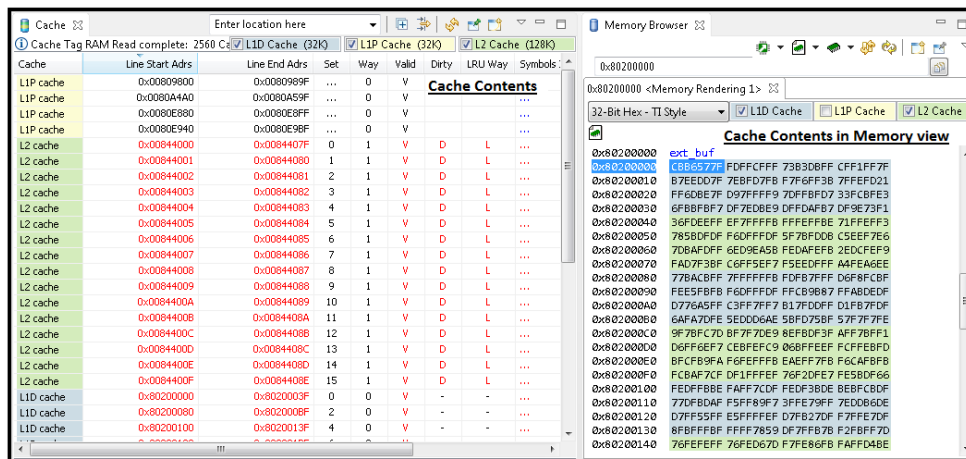 Cache
Enter location here
Cache Tag RAM Read complete: 2560 Ca
L1D Cache (32K)
L1P Cache (32K)
L2 Cache (128K)
Cache Line Start Adrs Line End Adrs Set Way Valid Dirty LRU Way Symbols
Cache Contents
L1P cache 0x00809800 0x0080989F ... 0 V
L1P cache 0x0080A4A0 0x0080A59F ... 0 V ...
L1P cache 0x0080E880 0x0080E8FF ... 0 V ...
L1P cache 0x0080E940 0x0080E9BF ... 0 V ...
L2 cache 0x00844000 0x0084407F 0 1 V D L ...
L2 cache 0x00844001 0x00844080 1 1 V D L ...
L2 cache 0x00844002 0x00844081 2 1 V D L ...
L2 cache 0x00844003 0x00844082 3 1 V D L ...
L2 cache 0x00844004 0x00844083 4 1 V D L ...
L2 cache 0x00844005 0x00844084 5 1 V D L ...
L2 cache 0x00844006 0x00844085 6 1 V D L ...
L2 cache 0x00844007 0x00844086 7 1 V D L ...
L2 cache 0x00844008 0x00844087 8 1 V D L ...
L2 cache 0x00844009 0x00844088 9 1 V D L ...
L2 cache 0x0084400A 0x00844089 10 1 V D L ...
L2 cache 0x0084400B 0x0084408A 11 1 V D L ...
L2 cache 0x0084400C 0x0084408B 12 1 V D L ...
L2 cache 0x0084400D 0x0084408C 13 1 V D L ...
L2 cache 0x0084400E 0x0084408D 14 1 V D L ...
L2 cache 0x0084400F 0x0084408E 15 1 V D L ...
L1D cache 0x80200000 0x8020003F 0 0 V - - ...
L1D cache 0x80200080 0x802000BF 2 0 V - - ...
L1D cache 0x80200100 0x8020013F 4 0 V - - ...
Memory Browser
0x80200000
0x80200000 <Memory Rendering 1>
32-Bit Hex - TI Style
L1D Cache
L1P Cache
L2 Cache
Cache Contents in Memory view
0x80200000 ext_buf
0x80200000 CBB6577F FDFFCFFF 73B3DBFF CFF1FF7F
0x80200010 B7EEDD7F 7EBFD7FB F7F6FF3B 7FFEFD21
0x80200020 FF6DBE7F D97FFFF9 7DFFBFD7 33FCBFE3
0x80200030 6FBBFBF7 DF7EDBE9 DFFDAFB7 DF9E73F1
0x80200040 36FDEEFF EF7FFFFB FFFEFFBE 71FFEFF3
0x80200050 785BDFDF F6DFFFDF 5F7BFDDB C5EEF7E6
0x80200060 7DBAFDFF 6ED9EA5B FEDAFEFB 2EDCFEF9
0x80200070 FAD7F3BF C6FF5EF7 F5EEDFFF A4FEA6EE
0x80200080 77BACBFF 7FFFFFFB FDFB7FFF D6F8FCBF
0x80200090 FEE5FBFB F6DFFFDF FFCB9B87 FFABDEDF
0x802000A0 D776A5FF C3FF7FF7 B17FDDFF D1FB7FDF
0x802000B0 6AFA7DFE 5EDDD6AE 5BFD75BF 57F7F7FE
0x802000C0 9F7BFC7D BF7F7DE9 8EFBDF3F AFF7BFF1
0x802000D0 D6FF6EF7 CEBFEFC9 06BFFEEF FCFFEBFD
0x802000E0 BFCFB9FA F6FEFFFB EAEFF7FB F6CAFBFB
0x802000F0 FCBAF7CF DF1FFFEF 76F2DFE7 FE5BDF66
0x80200100 FEDFFBBE FAFF7CDF FEDF3BDE BEBFCBDF
0x80200110 77DFBDAF F5FF89F7 3FFE79FF 7EDDB6DE
0x80200120 D7FF55FF E5FFFFEF D7FB27DF F7FFE7DF
0x80200130 8FBFFFBF FFFF7859 DF7FFB7B F2FBFF7D
0x80200140 76FEFEFF 76FED67D F7FE86FB FAFFD4BE